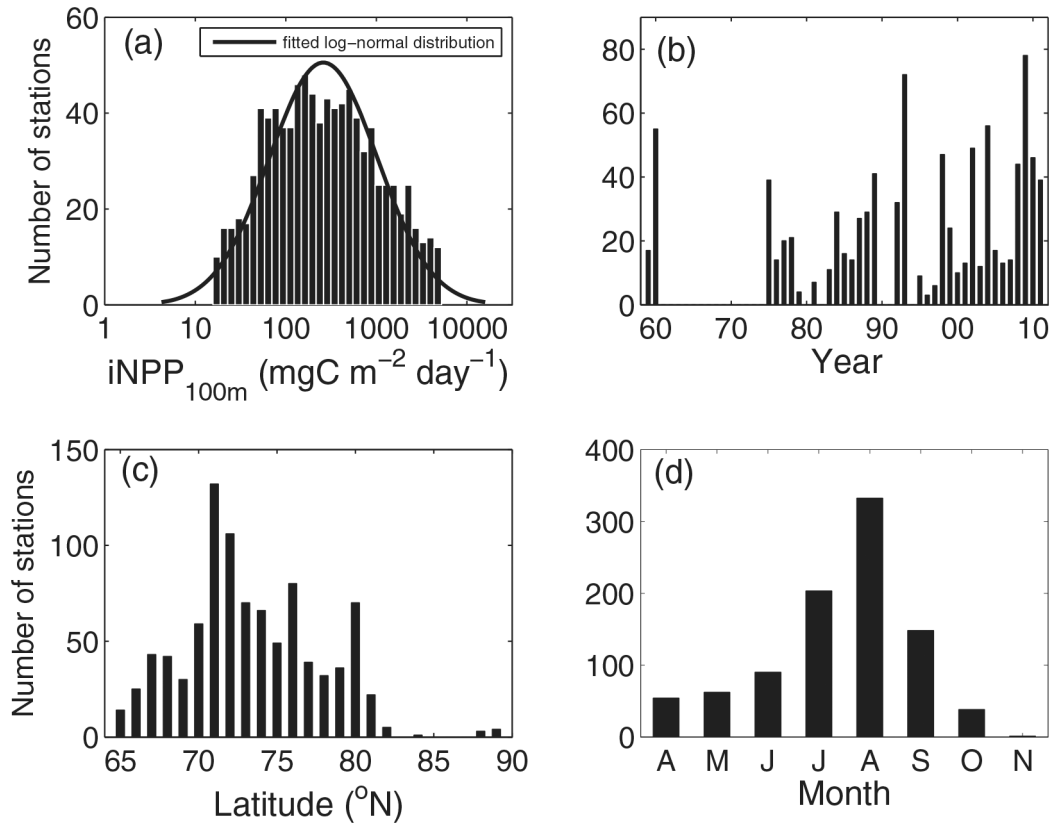 (a)
fitted log-normal distribution
60
40
20
0
Number of stations
1 10 100 1000 10000
iNPP100m (mgC m−2 day−1)
(b)
80
60
40
20
0
60 70 80 90 00 10
Year
(c)
150
100
50
0
Number of stations
65 70 75 80 85 90
Latitude (oN)
(d)
400
300
200
100
0
A M J J A S O N
Month